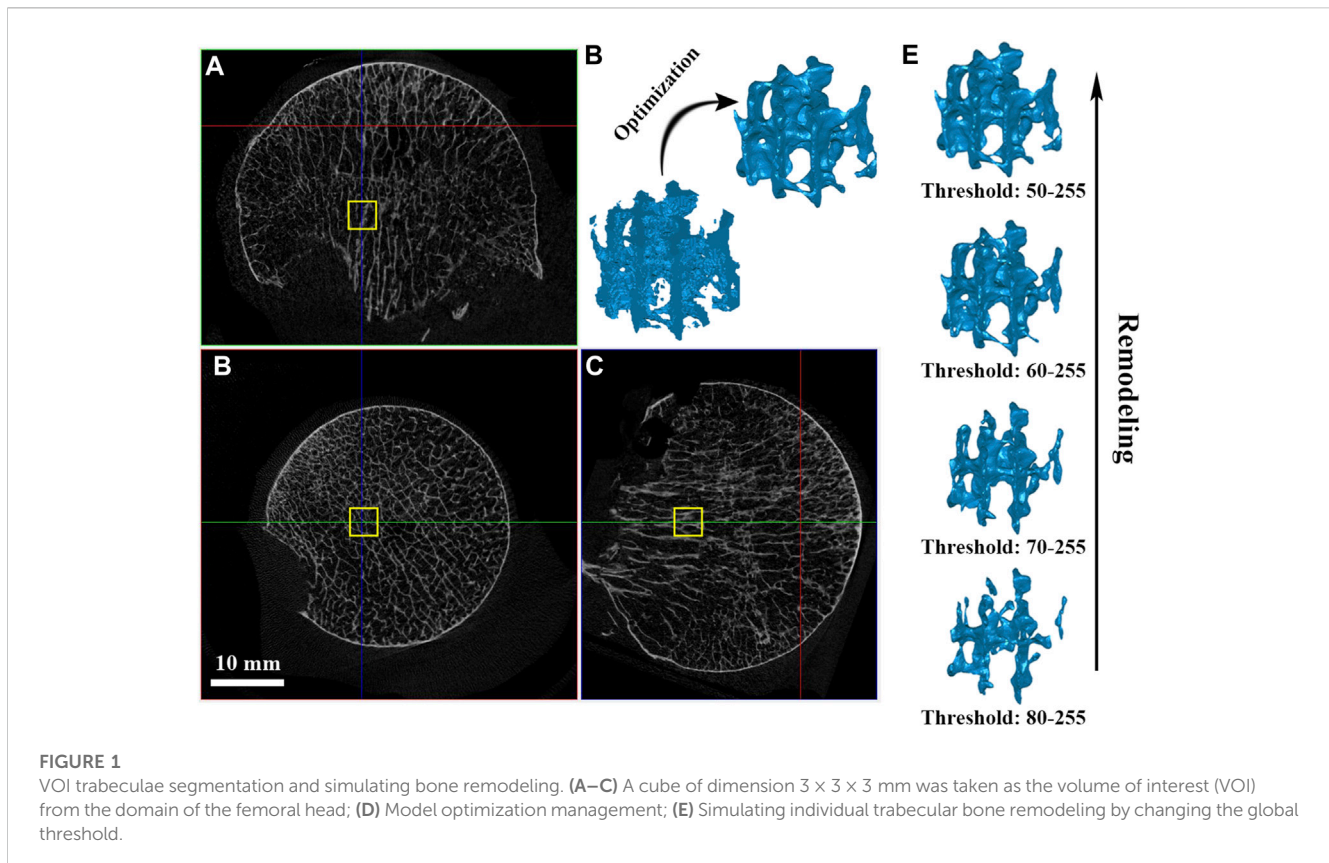 A
B
Optimization
E
Threshold: 50-255
Threshold: 60-255
Threshold: 70-255
Threshold: 80-255
Remodeling
B
10 mm
C
FIGURE 1
VOI trabeculae segmentation and simulating bone remodeling. (A–C) A cube of dimension 3 × 3 × 3 mm was taken as the volume of interest (VOI)
from the domain of the femoral head; (D) Model optimization management; (E) Simulating individual trabecular bone remodeling by changing the global
threshold.